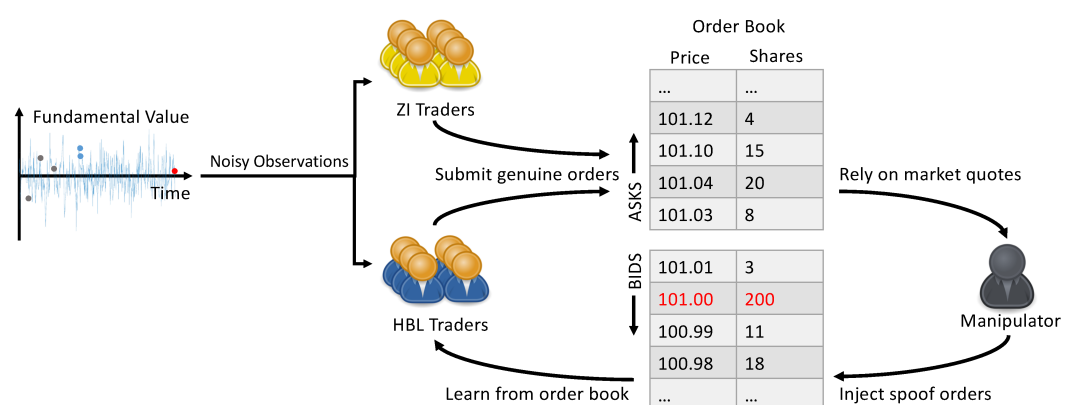 Order Book
Price Shares
... ...
101.12 4
101.10 15
101.04 20
101.03 8
ASKS
101.01 3
101.00 200
100.99 11
100.98 18
... ...
BIDS
Fundamental Value
Time
Noisy Observations
ZI Traders
HBL Traders
Submit genuine orders
Learn from order book
Rely on market quotes
Manipulator
Inject spoof orders